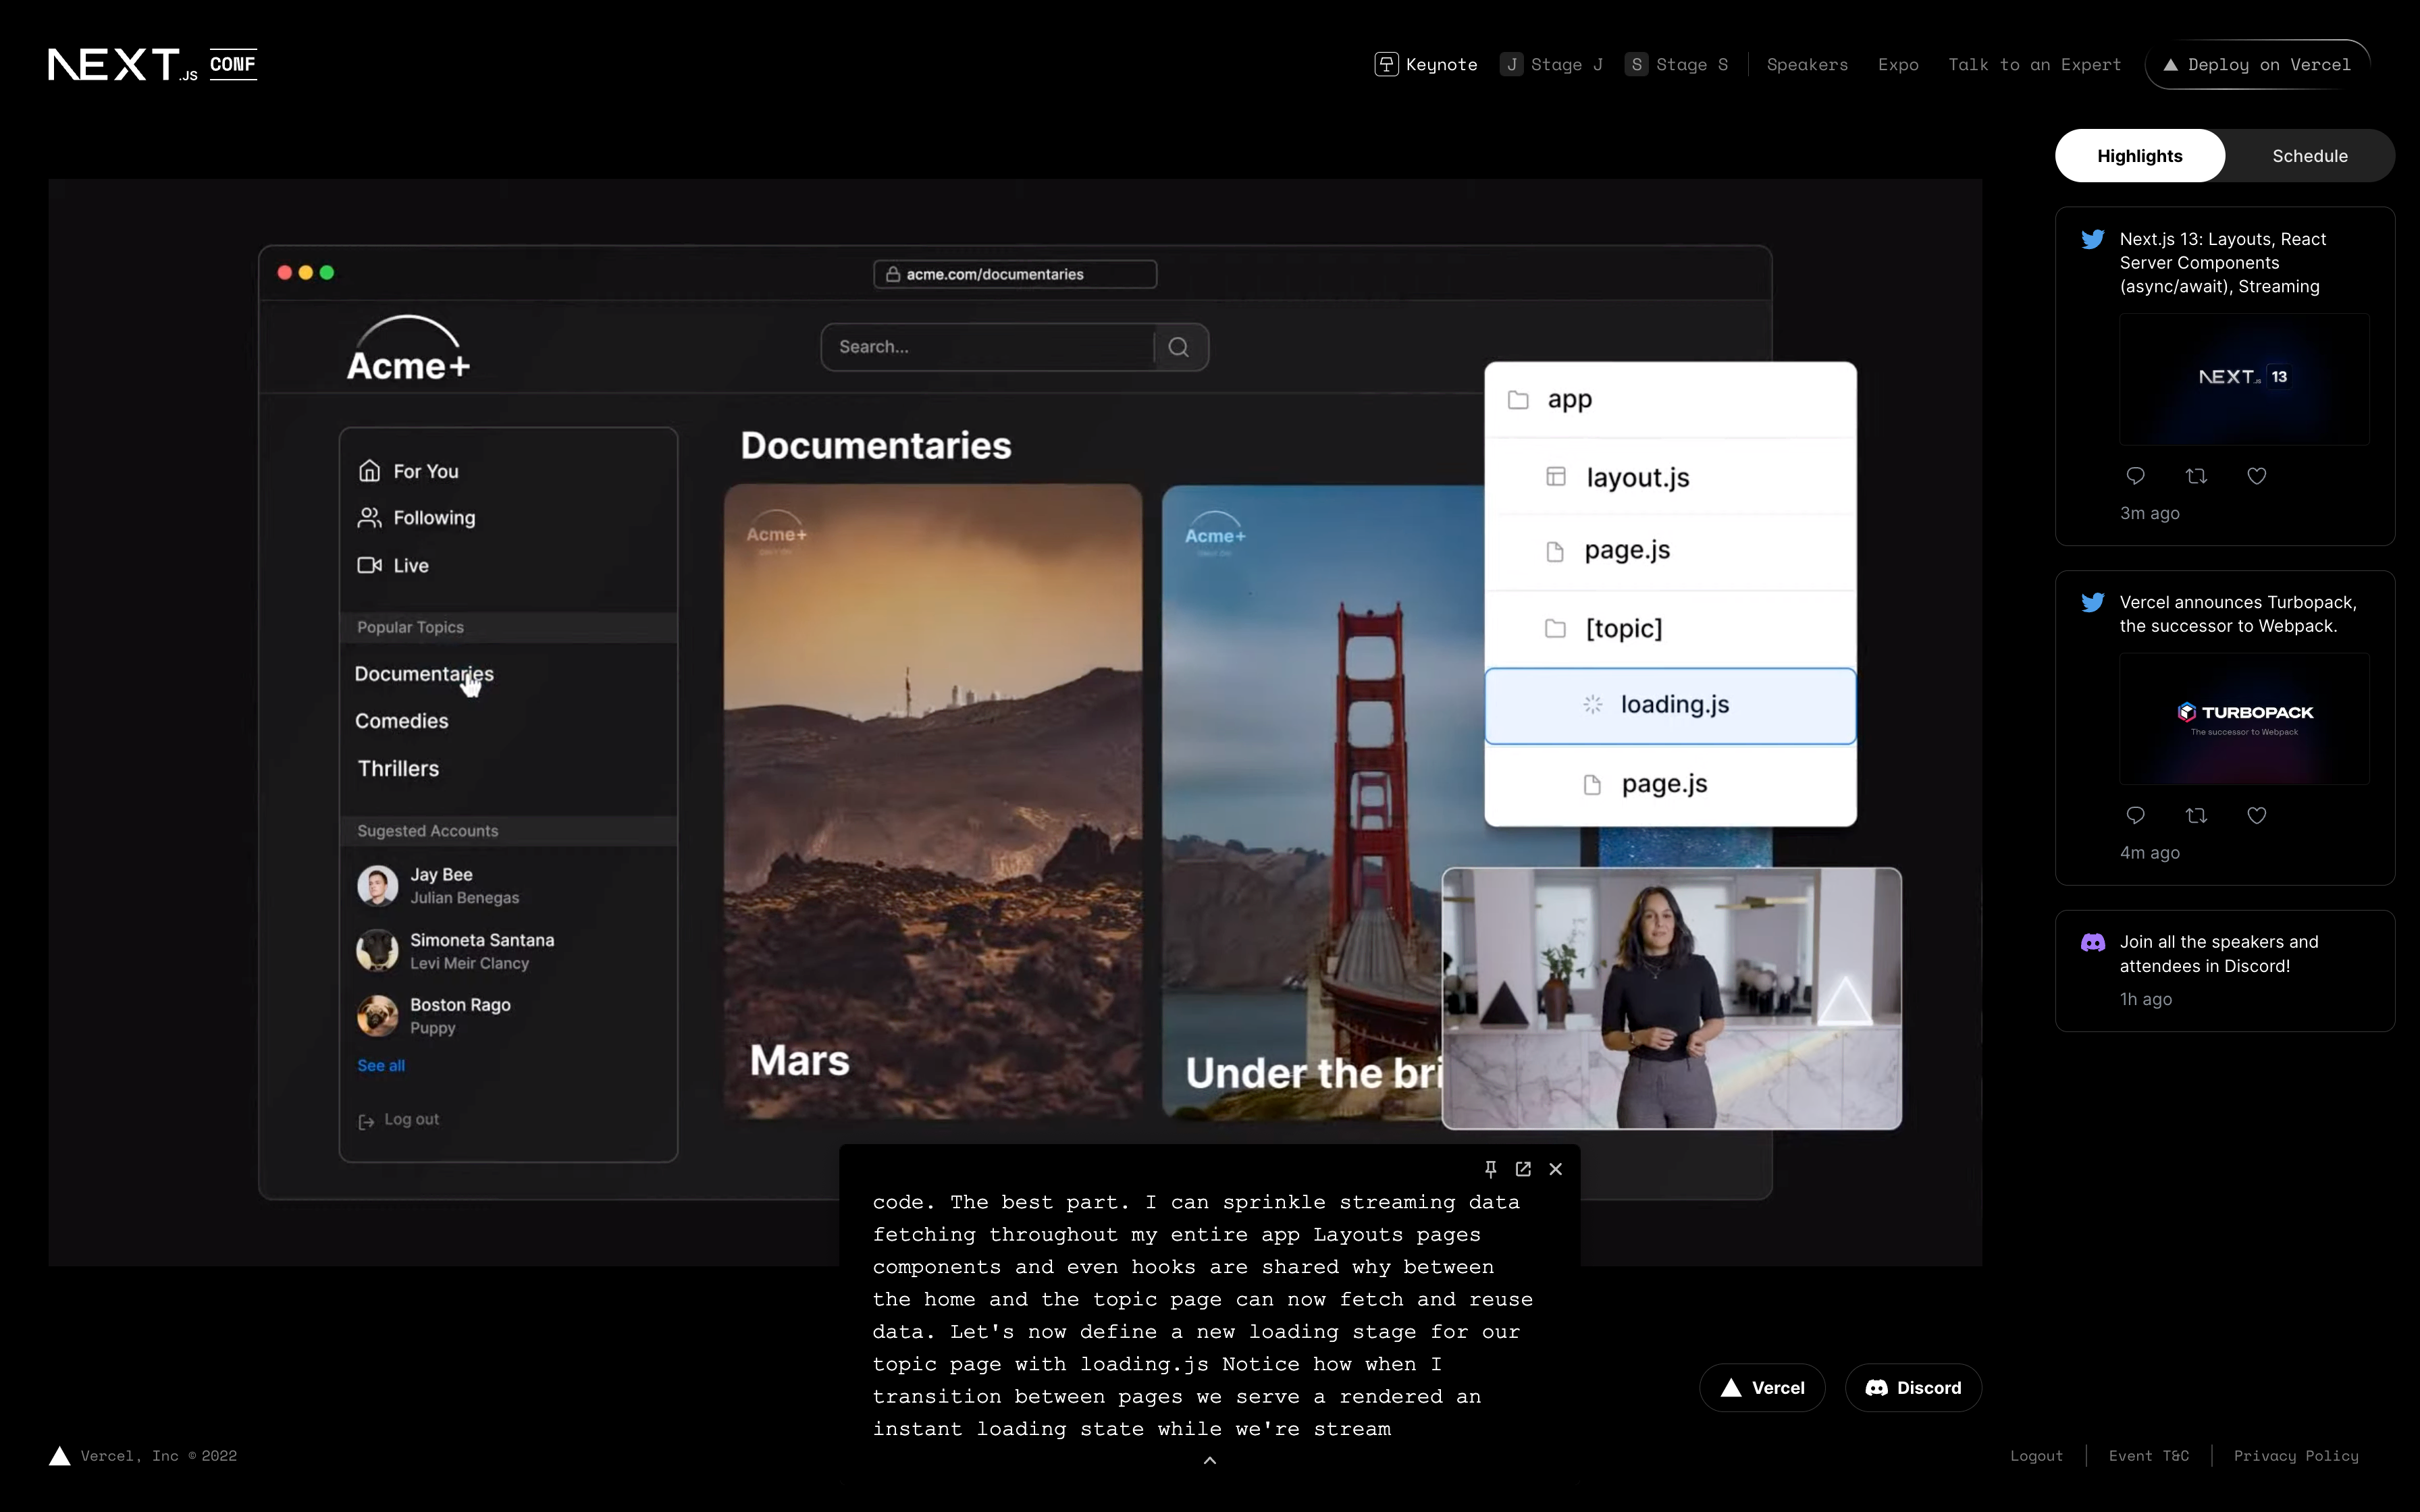 NEXT.JS CONF
Keynote
J Stage J
S Stage S
Speakers
Expo
Talk to an Expert
Deploy on Vercel
acme.com/documentaries
Acme+
Search...
For You
Following
Live
Popular Topics
Documentaries
Comedies
Thrillers
Sugested Accounts
Jay Bee
Julian Benegas
Simoneta Santana
Levi Meir Clancy
Boston Rago
Puppy
See all
Log out
Documentaries
Acme+
Mars
Acme+
Under the bri
app
layout.js
page.js
[topic]
loading.js
page.js
code. The best part. I can sprinkle streaming data
fetching throughout my entire app Layouts pages
components and even hooks are shared why between
the home and the topic page can now fetch and reuse
data. Let's now define a new loading stage for our
topic page with loading.js Notice how when I
transition between pages we serve a rendered an
instant loading state while we're stream
Highlights
Schedule
Next.js 13: Layouts, React
Server Components
(async/await), Streaming
NEXT.JS 13
3m ago
Vercel announces Turbopack,
the successor to Webpack.
TURBOPACK
The successor to Webpack
4m ago
Join all the speakers and
attendees in Discord!
1h ago
Vercel
Discord
Vercel, Inc © 2022
Logout
Event T&C
Privacy Policy